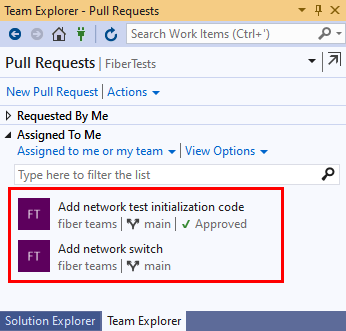 Team Explorer - Pull Requests
Search Work Items (Ctrl+')
Pull Requests | FiberTests
New Pull Request | Actions
Requested By Me
Assigned To Me
Assigned to me or my team | View Options
Type here to filter the list
FT Add network test initialization code
fiber teams | main | ✓ Approved
FT Add network switch
fiber teams | main
Solution Explorer Team Explorer